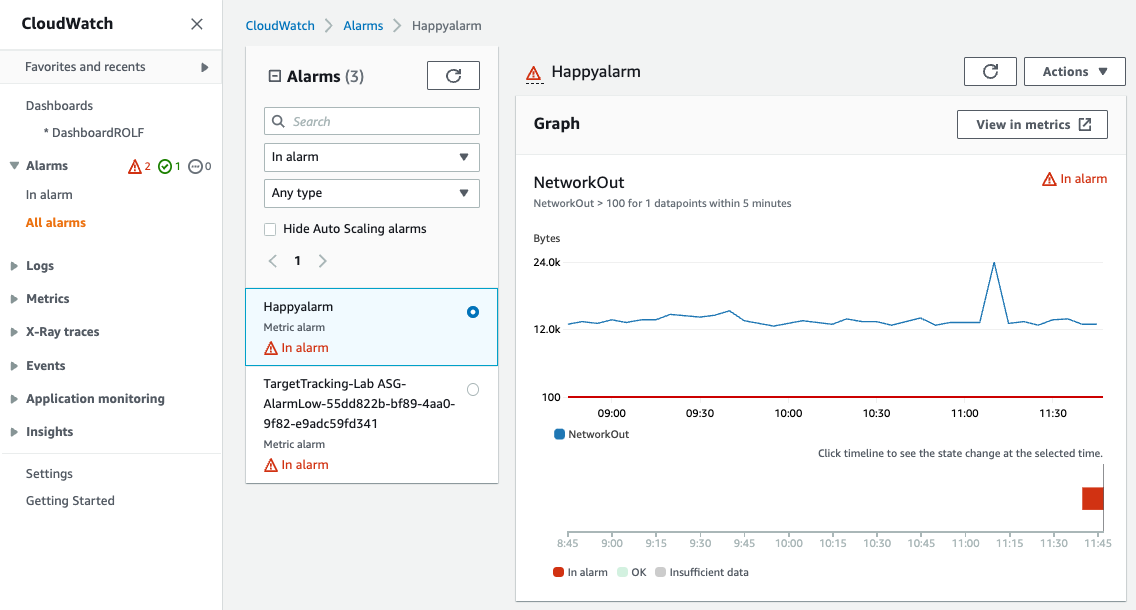 CloudWatch
Favorites and recents
Dashboards
* DashboardROLF
Alarms 2 1 0
In alarm
All alarms
Logs
Metrics
X-Ray traces
Events
Application monitoring
Insights
Settings
Getting Started
CloudWatch Alarms Happyalarm
Alarms (3)
Search
In alarm
Any type
Hide Auto Scaling alarms
1
Happyalarm
Metric alarm
In alarm
TargetTracking-Lab ASG-
AlarmLow-55dd822b-bf89-4aa0-
9f82-e9adc59fd341
Metric alarm
In alarm
Happyalarm
Actions
Graph
View in metrics
NetworkOut
In alarm
NetworkOut > 100 for 1 datapoints within 5 minutes
Bytes
24.0k
12.0k
100
09:00 09:30 10:00 10:30 11:00 11:30
NetworkOut
Click timeline to see the state change at the selected time.
8:45 9:00 9:15 9:30 9:45 10:00 10:15 10:30 10:45 11:00 11:15 11:30 11:45
In alarm OK Insufficient data